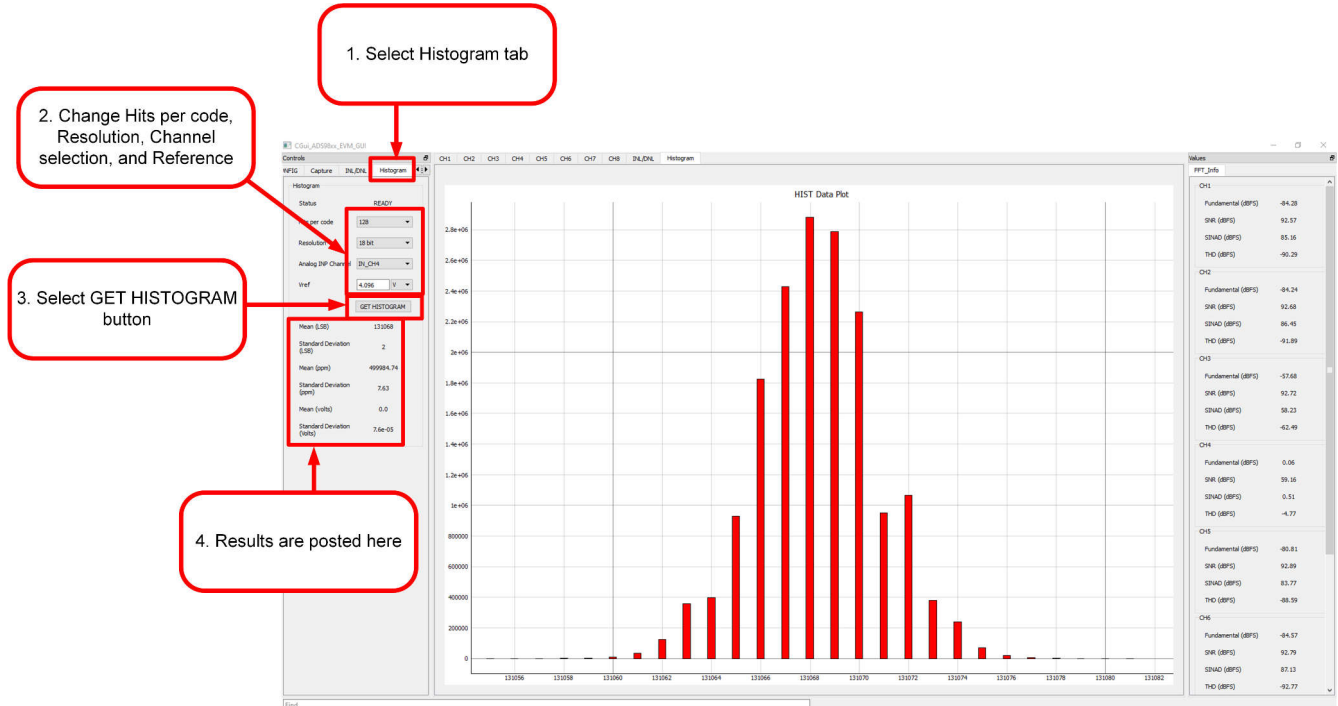 1. Select Histogram tab
2. Change Hits per code,
Resolution, Channel
selection, and Reference
3. Select GET HISTOGRAM
button
4. Results are posted here
Controls
Capture INL/DNL Histogram
Histogram
Status READY
128
Resolution 18 bit
Analog INP Channel IN_CH4
Vref 4.096 V
GET HISTOGRAM
Mean (LSB) 131068
Standard Deviation
(LSB) 2
Mean (ppm) 499984.74
Standard Deviation
(ppm) 7.63
Mean (volts) 0.0
Standard Deviation
(Volts) 7.6e-05
CH1 CH2 CH3 CH4 CH5 CH6 CH7 CH8 INL/DNL Histogram
HIST Data Plot
2.8e+06
2.6e+06
2.4e+06
2.2e+06
2e+06
1.8e+06
1.6e+06
1.4e+06
1.2e+06
1e+06
800000
600000
400000
200000
0
131056 131058 131060 131062 131064 131066 131068 131070 131072 131074 131076 131078 131080 131082
Values
FFT_Info
CH1
Fundamental (dBFS) -84.28
SNR (dBFS) 92.57
SINAD (dBFS) 85.16
THD (dBFS) -90.29
CH2
Fundamental (dBFS) -84.24
SNR (dBFS) 92.68
SINAD (dBFS) 86.45
THD (dBFS) -91.89
CH3
Fundamental (dBFS) -57.68
SNR (dBFS) 92.72
SINAD (dBFS) 58.23
THD (dBFS) -62.49
CH4
Fundamental (dBFS) 0.06
SNR (dBFS) 59.16
SINAD (dBFS) 0.51
THD (dBFS) -4.77
CH5
Fundamental (dBFS) -80.81
SNR (dBFS) 92.89
SINAD (dBFS) 83.77
THD (dBFS) -88.59
CH6
Fundamental (dBFS) -84.57
SNR (dBFS) 92.79
SINAD (dBFS) 87.13
THD (dBFS) -92.77